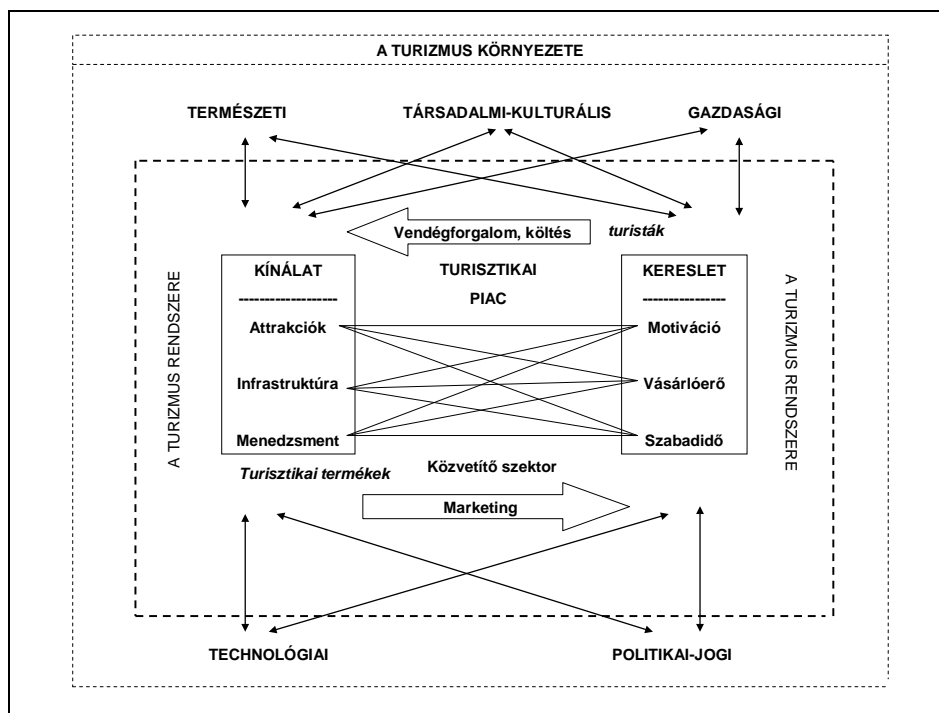 A TURIZMUS KÖRNYEZETE
TERMÉSZETI
TÁRSADALMI-KULTURÁLIS
GAZDASÁGI
Vendégforgalom, költés
turisták
A TURIZMUS RENDSZERE
KÍNÁLAT
--------------------
Attrakciók
Infrastruktúra
Menedzsment
TURISZTIKAI
PIAC
KERESLET
-----------------
Motiváció
Vásárlóerő
Szabadidő
A TURIZMUS RENDSZERE
Turisztikai termékek
Közvetítő szektor
Marketing
TECHNOLÓGIAI
POLITIKAI-JOGI